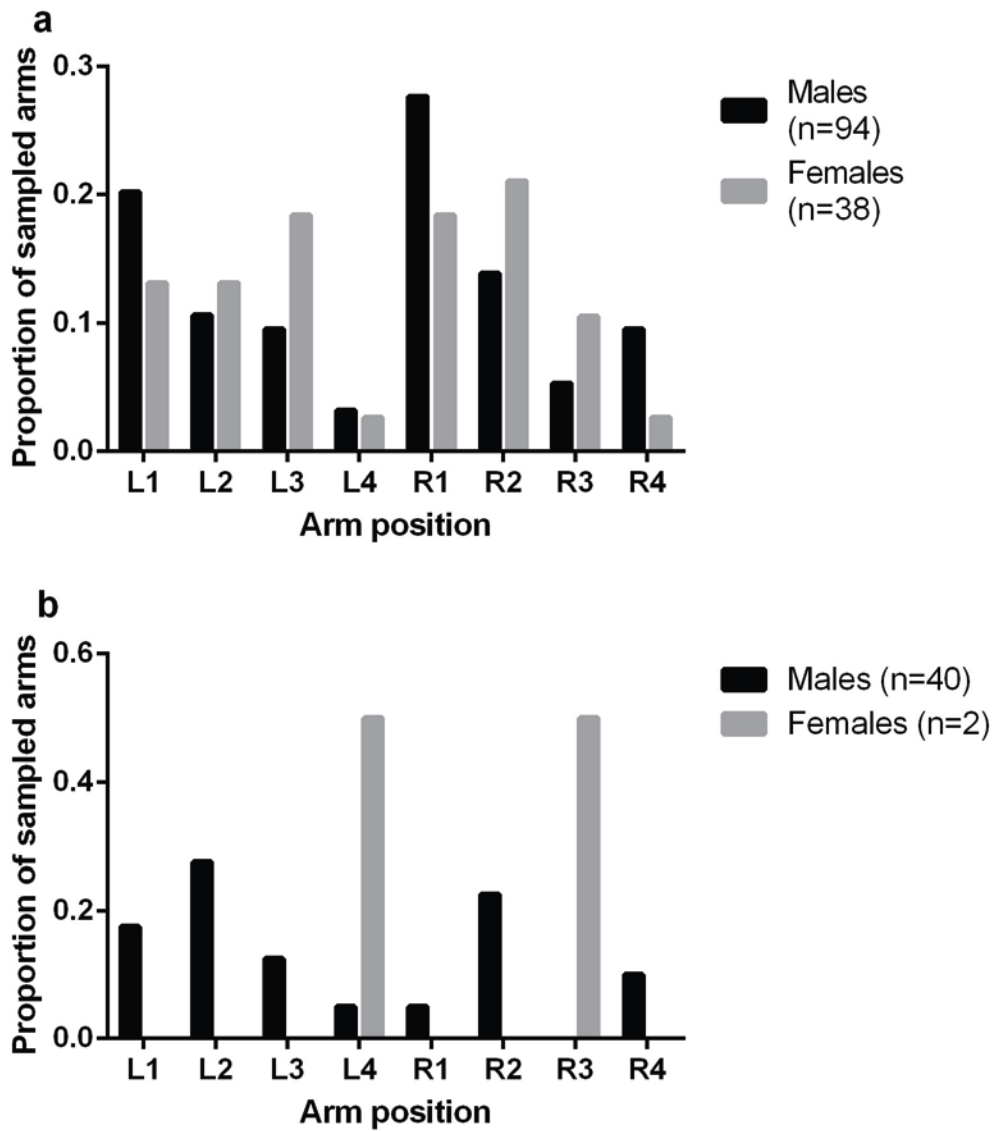 a
Proportion of sampled arms
0.3
0.2
0.1
0.0
L1 L2 L3 L4 R1 R2 R3 R4
Arm position
Males
(n=94)
Females
(n=38)
b
Proportion of sampled arms
0.6
0.4
0.2
0.0
L1 L2 L3 L4 R1 R2 R3 R4
Arm position
Males (n=40)
Females (n=2)